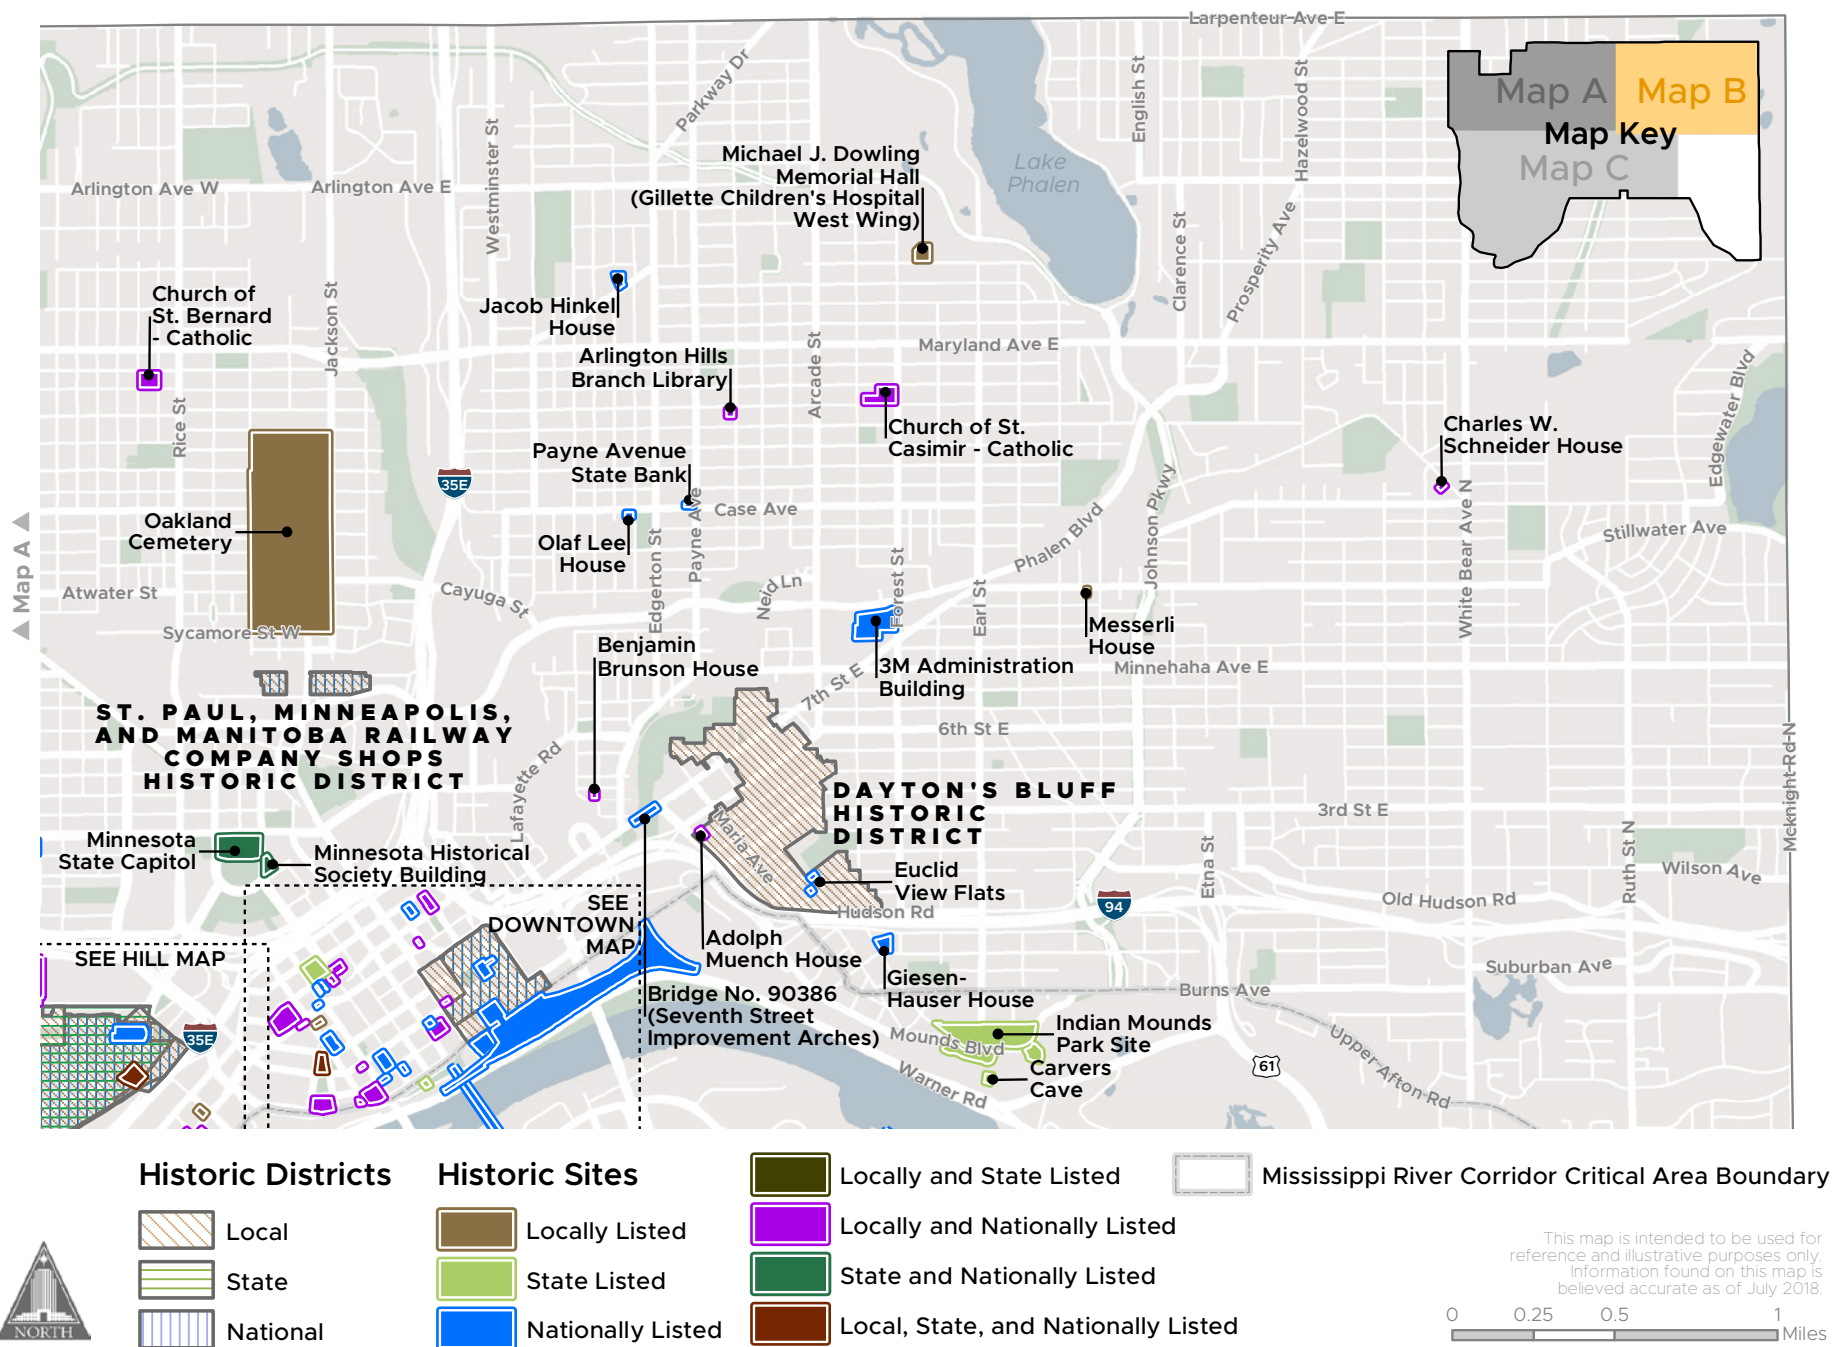 Larpenteur Ave E
Parkway Dr
English St
Hazelwood St
Map A
Map B
Map Key
Map C
Westminster St
Michael J. Dowling
Memorial Hall
(Gillette Children's Hospital
West Wing)
Lake
Phalen
Arlington Ave W
Arlington Ave E
Clarence St
Prosperity Ave
Church of
St. Bernard
- Catholic
Jackson St
Jacob Hinkel
House
Arlington Hills
Branch Library
Arcade St
Maryland Ave E
Edgewater Blvd
Rice St
Church of St.
Casimir - Catholic
Charles W.
Schneider House
Payne Avenue
State Bank
35E
Payne Ave
Case Ave
Oakland
Cemetery
Olaf Lee
House
Edgerton St
Phalen Blvd
Johnson Pkwy
White Bear Ave N
Stillwater Ave
Map A
Atwater St
Cayuga St
Neid Ln
Forest St
Earl St
Sycamore St W
Messerli
House
Benjamin
Brunson House
3M Administration
Building
Minnehaha Ave E
7th St E
ST. PAUL, MINNEAPOLIS,
AND MANITOBA RAILWAY
COMPANY SHOPS
HISTORIC DISTRICT
6th St E
Lafayette Rd
Mcknight Rd N
DAYTON'S BLUFF
HISTORIC
DISTRICT
3rd St E
Maria Ave
Minnesota
State Capitol
Minnesota Historical
Society Building
Etna St
Ruth St N
Wilson Ave
Euclid
View Flats
94
Old Hudson Rd
Hudson Rd
SEE
DOWNTOWN
MAP
SEE HILL MAP
Adolph
Muench House
Giesen-
Hauser House
Suburban Ave
Burns Ave
Bridge No. 90386
(Seventh Street
Improvement Arches)
35E
Mounds Blvd
Indian Mounds
Park Site
Carvers
Cave
Warner Rd
61
Upper Afton Rd
Historic Districts
Local
State
National
Historic Sites
Locally Listed
State Listed
Nationally Listed
Locally and State Listed
Locally and Nationally Listed
State and Nationally Listed
Local, State, and Nationally Listed
Mississippi River Corridor Critical Area Boundary
This map is intended to be used for
reference and illustrative purposes only.
Information found on this map is
believed accurate as of July 2018.
0 0.25 0.5 1
Miles
NORTH